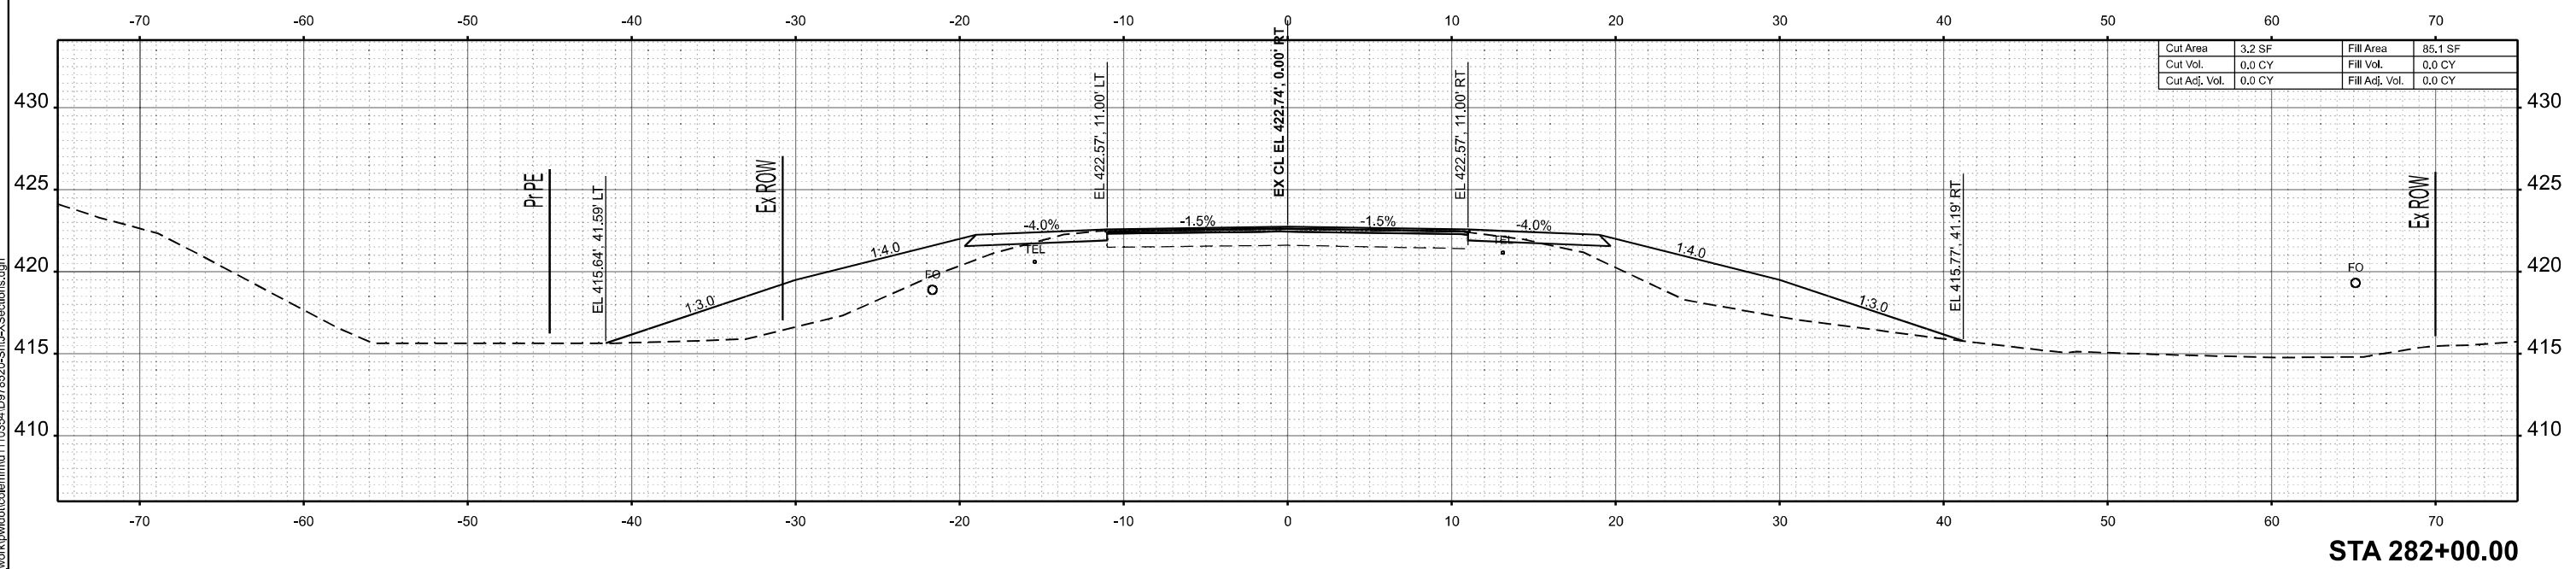 -70 -60 -50 -40 -30 -20 -10 0 10 20 30 40 50 60 70
Cut Area 3.2 SF Fill Area 85.1 SF
Cut Vol. 0.0 CY Fill Vol. 0.0 CY
Cut Adj. Vol. 0.0 CY Fill Adj. Vol. 0.0 CY
430 430
425 425
420 420
415 415
410 410
Pr PE
EL 415.64', 41.59' LT
Ex ROW
EL 422.57', 11.00' LT
EX CL EL 422.74', 0.00' RT
EL 422.57', 11.00' RT
EL 415.77', 41.19' RT
Ex ROW
-4.0% -1.5% -1.5% -4.0%
1:4.0 1:4.0
1:3.0 1:3.0
TEL TEL
FO FO
-70 -60 -50 -40 -30 -20 -10 0 10 20 30 40 50 60 70
STA 282+00.00